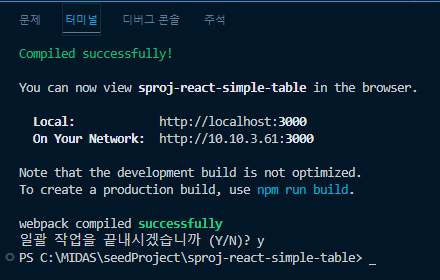 문제 터미널 디버그 콘솔 주석
Compiled successfully!
You can now view sproj-react-simple-table in the browser.
Local: http://localhost:3000
On Your Network: http://10.10.3.61:3000
Note that the development build is not optimized.
To create a production build, use npm run build.
webpack compiled successfully
일괄 작업을 끝내시겠습니까 (Y/N)? y
PS C:\MIDAS\seedProject\sproj-react-simple-table> _